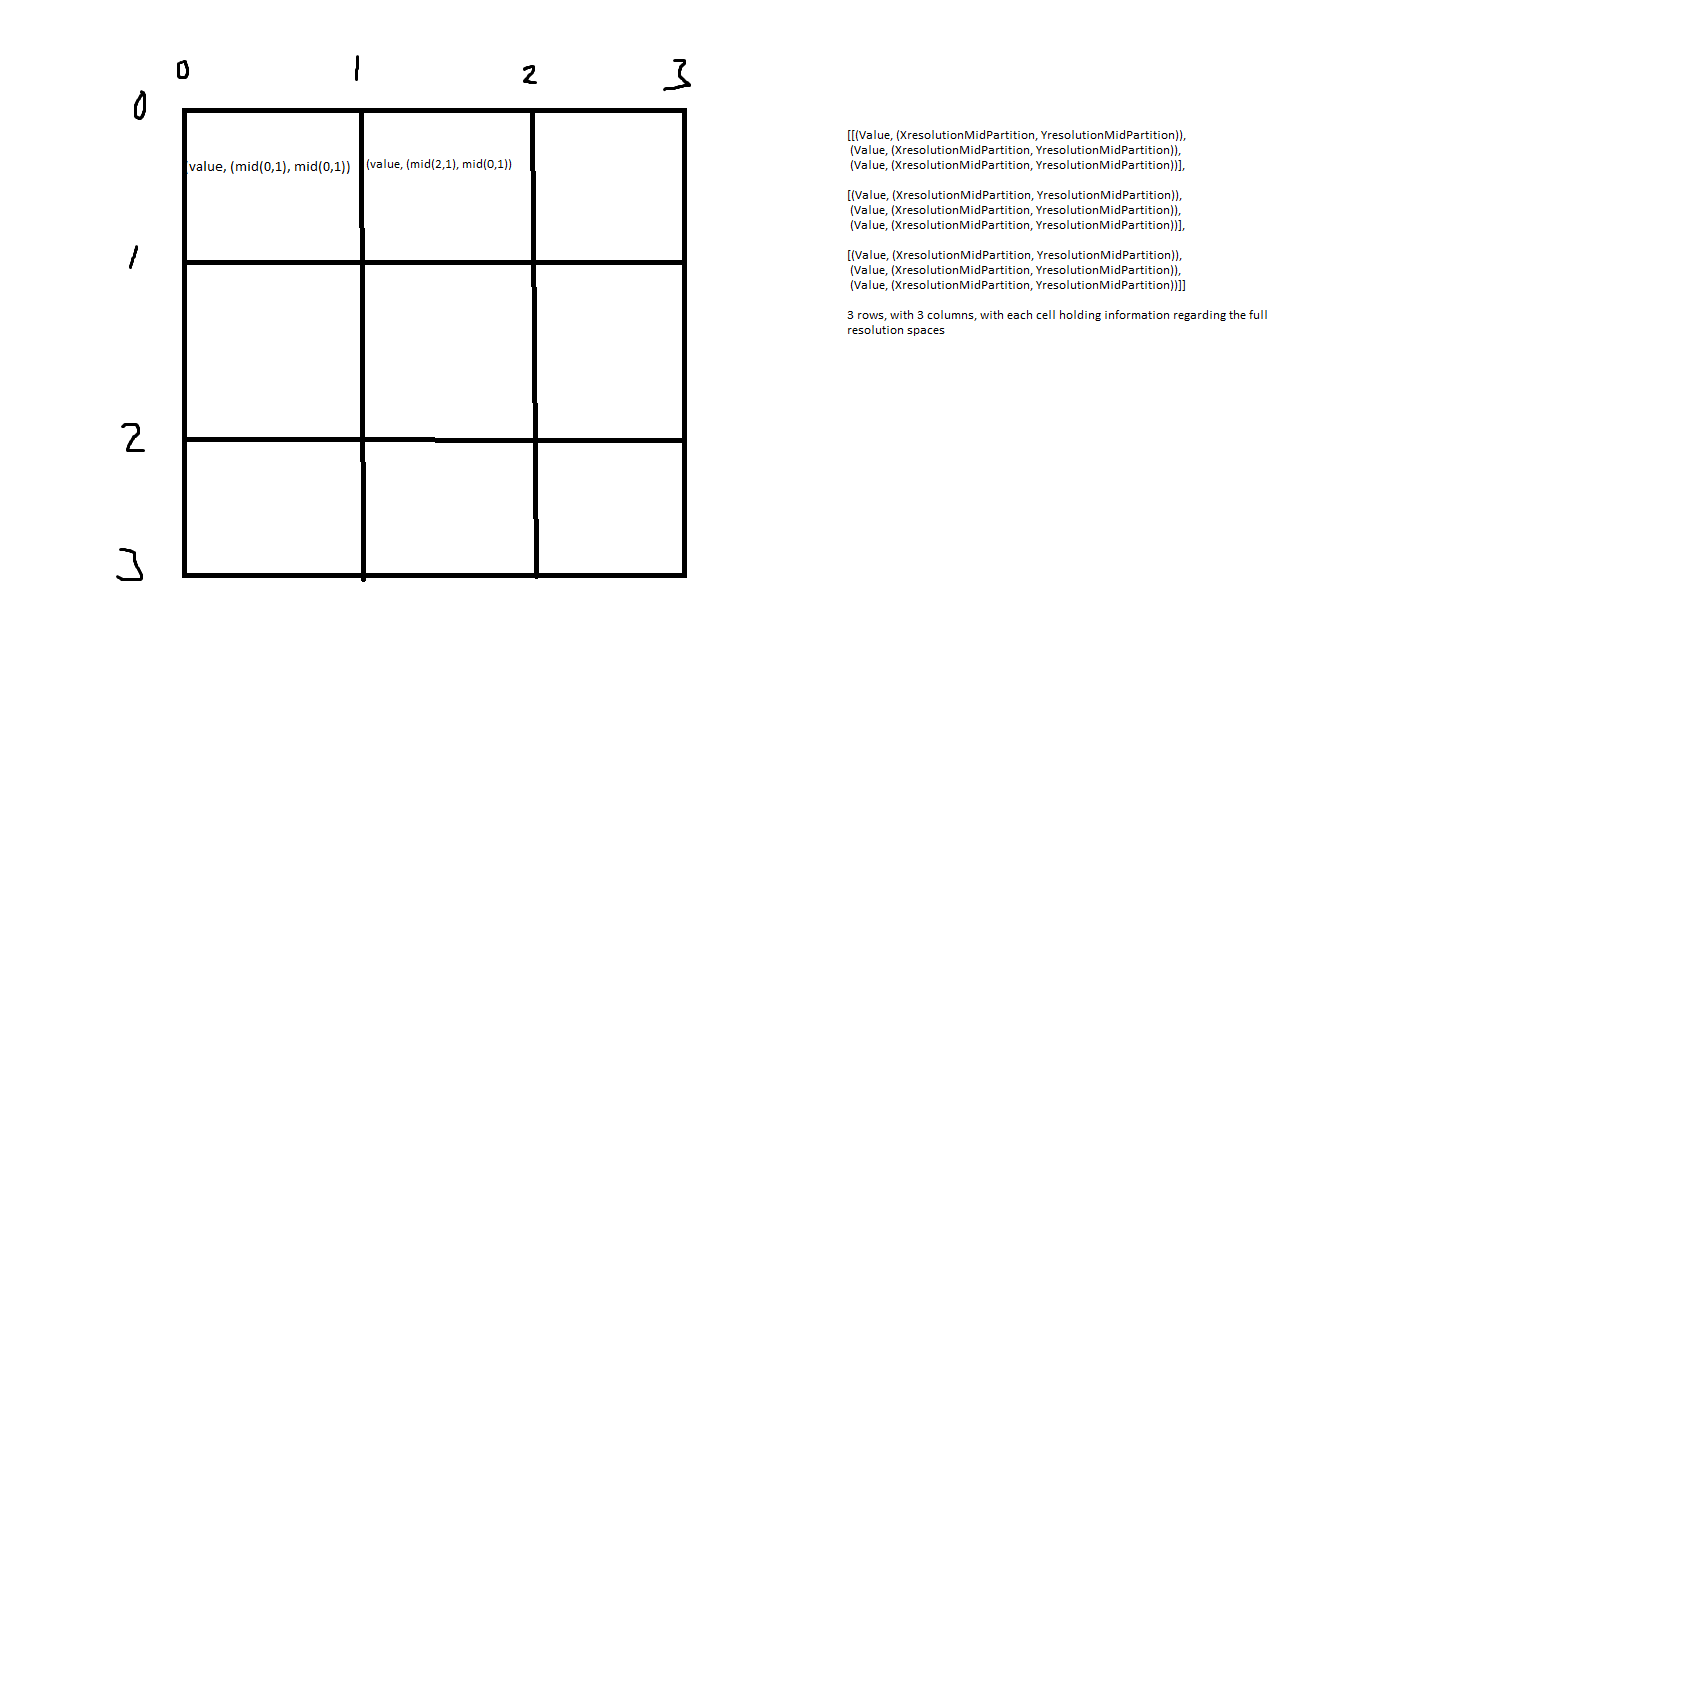 0 1 2 3
0
(value, (mid(0,1), mid(0,1)) (value, (mid(2,1), mid(0,1))
1
2
3
[[(Value, (XresolutionMidPartition, YresolutionMidPartition)),
(Value, (XresolutionMidPartition, YresolutionMidPartition)),
(Value, (XresolutionMidPartition, YresolutionMidPartition))],
[(Value, (XresolutionMidPartition, YresolutionMidPartition)),
(Value, (XresolutionMidPartition, YresolutionMidPartition)),
(Value, (XresolutionMidPartition, YresolutionMidPartition))],
[(Value, (XresolutionMidPartition, YresolutionMidPartition)),
(Value, (XresolutionMidPartition, YresolutionMidPartition)),
(Value, (XresolutionMidPartition, YresolutionMidPartition))]]
3 rows, with 3 columns, with each cell holding information regarding the full
resolution spaces